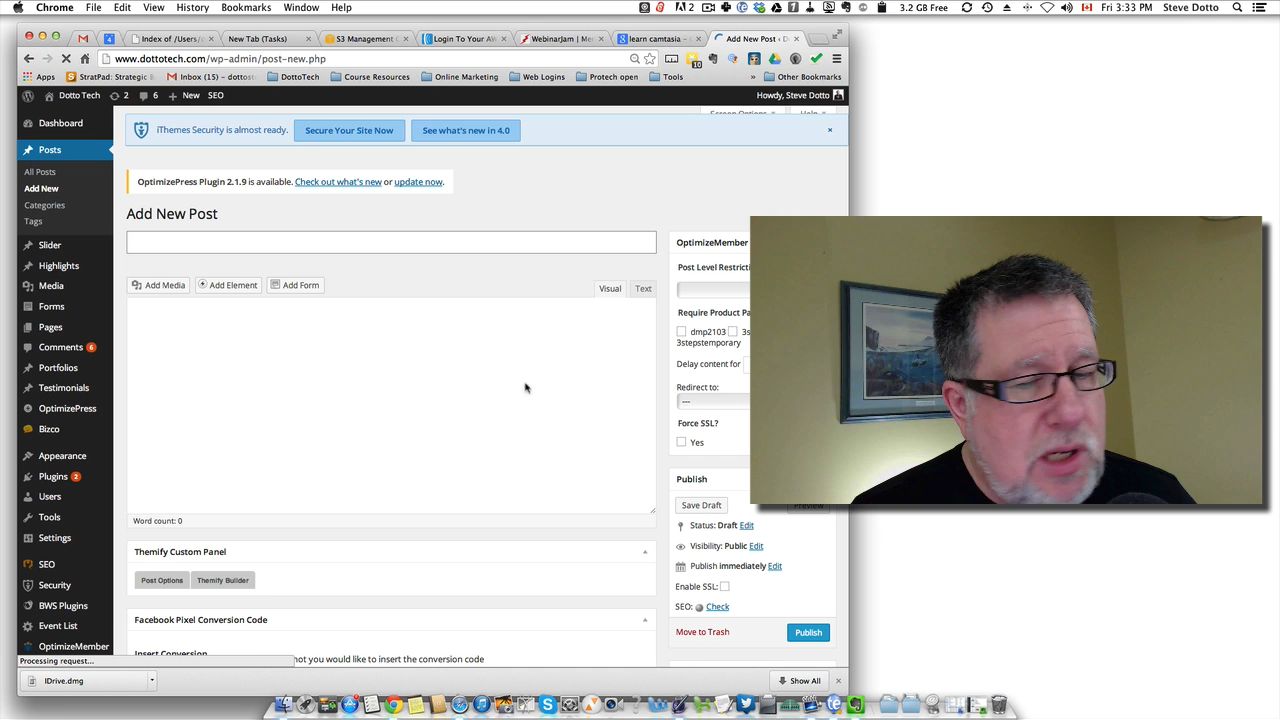 Chrome File Edit View History Bookmarks Window Help
2 3.2 GB Free Fri 3:33 PM Steve Dotto
Index of /Users/ New Tab (Tasks) S3 Management C Login To Your AW WebinarJam | Me learn camtasia Add New Post ‹ D
www.dottotech.com/wp-admin/post-new.php
Apps StratPad: Strategic B Inbox (15) – dottost DottoTech Course Resources Online Marketing Web Logins Protech open Tools » Other Bookmarks
Dotto Tech 2 6 New SEO Howdy, Steve Dotto
Screen Options Help
Dashboard
Posts
All Posts
Add New
Categories
Tags
Slider
Highlights
Media
Forms
Pages
Comments 6
Portfolios
Testimonials
OptimizePress
Bizco
Appearance
Plugins 2
Users
Tools
Settings
SEO
Security
BWS Plugins
Event List
OptimizeMember
iThemes Security is almost ready. Secure Your Site Now See what's new in 4.0
OptimizePress Plugin 2.1.9 is available. Check out what's new or update now.
Add New Post
Add Media Add Element Add Form Visual Text
Word count: 0
Themify Custom Panel
Post Options Themify Builder
Facebook Pixel Conversion Code
Insert Conversion
not you would like to insert the conversion code
OptimizeMember
Post Level Restricti
Require Product Pa
dmp2103 3s
3stepstemporary
Delay content for
Redirect to:
---
Force SSL?
Yes
Publish
Save Draft Preview
Status: Draft Edit
Visibility: Public Edit
Publish immediately Edit
Enable SSL:
SEO: Check
Move to Trash Publish
Processing request...
IDrive.dmg Show All